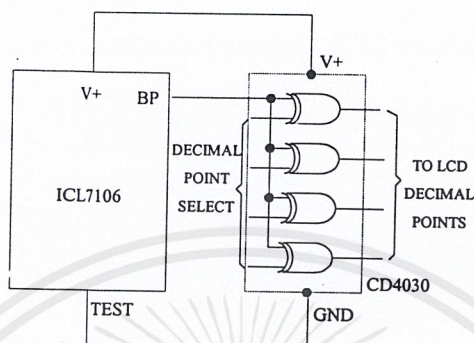 V+
V+
BP
DECIMAL
POINT
SELECT
ICL7106
TO LCD
DECIMAL
POINTS
CD4030
TEST
GND